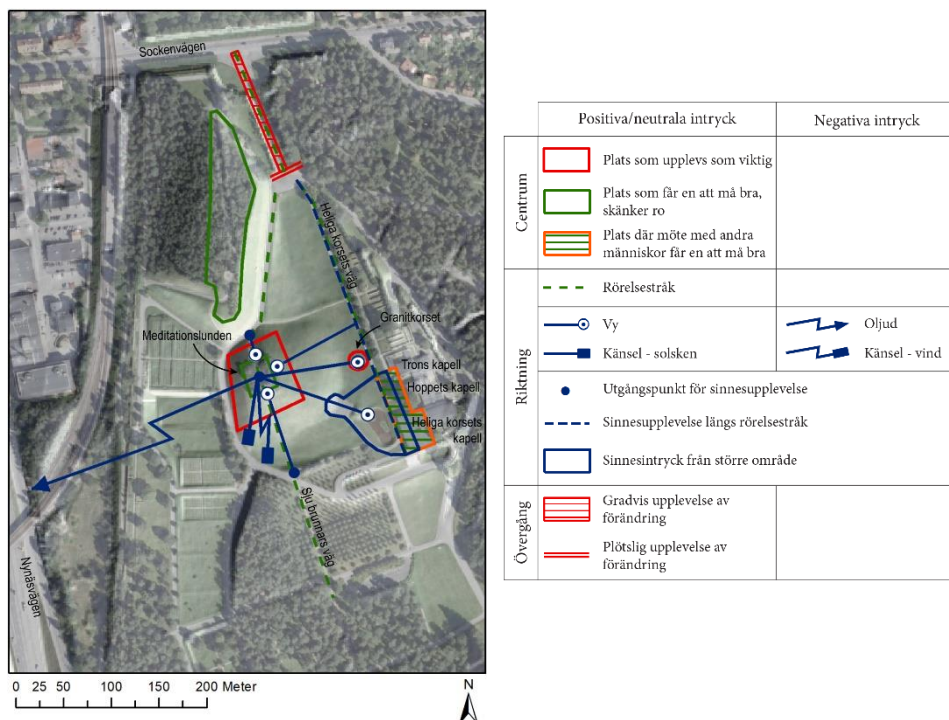 Sockenvägen
Heliga korsets väg
Granitkorset
Meditationslunden
Trons kapell
Hoppets kapell
Heliga korsets
kapell
Sju brunnars väg
Nynäsvägen
0 25 50 100 150 200 Meter
N
Positiva/neutrala intryck
Negativa intryck
Centrum
Plats som upplevs som viktig
Plats som får en att må bra,
skänker ro
Plats där möte med andra
människor får en att må bra
Riktning
Rörelsestråk
Vy
Oljud
Känsel - solsken
Känsel - vind
Utgångspunkt för sinnesupplevelse
Sinnesupplevelse längs rörelsestråk
Sinnesintryck från större område
Övergång
Gradvis upplevelse av
förändring
Plötslig upplevelse av
förändring